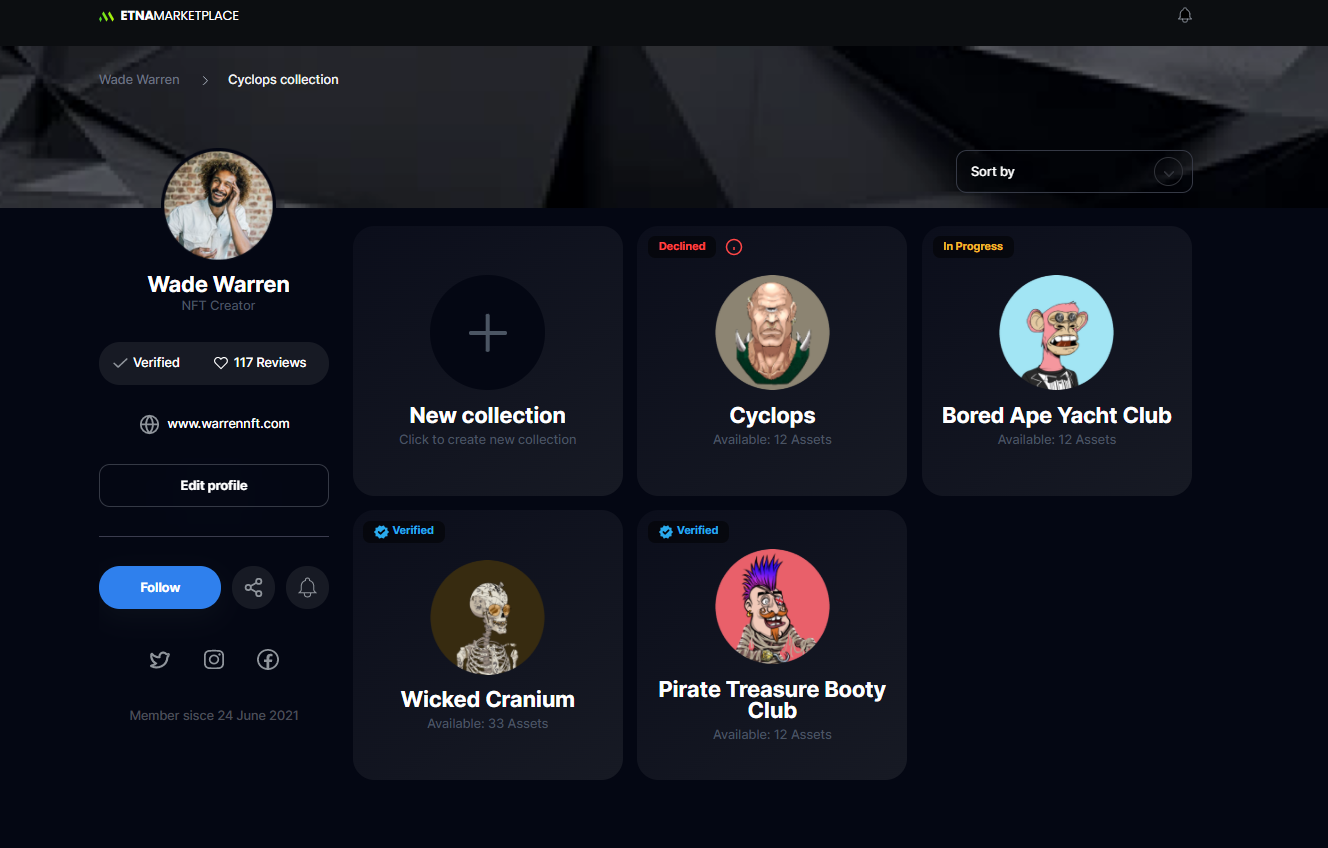 ETNAMARKETPLACE
Wade Warren
Cyclops collection
Sort by
Wade Warren
NFT Creator
Verified
117 Reviews
www.warrennft.com
Edit profile
Follow
Member sisce 24 June 2021
New collection
Click to create new collection
Declined
Cyclops
Available: 12 Assets
In Progress
Bored Ape Yacht Club
Available: 12 Assets
Verified
Wicked Cranium
Available: 33 Assets
Verified
Pirate Treasure Booty
Club
Available: 12 Assets